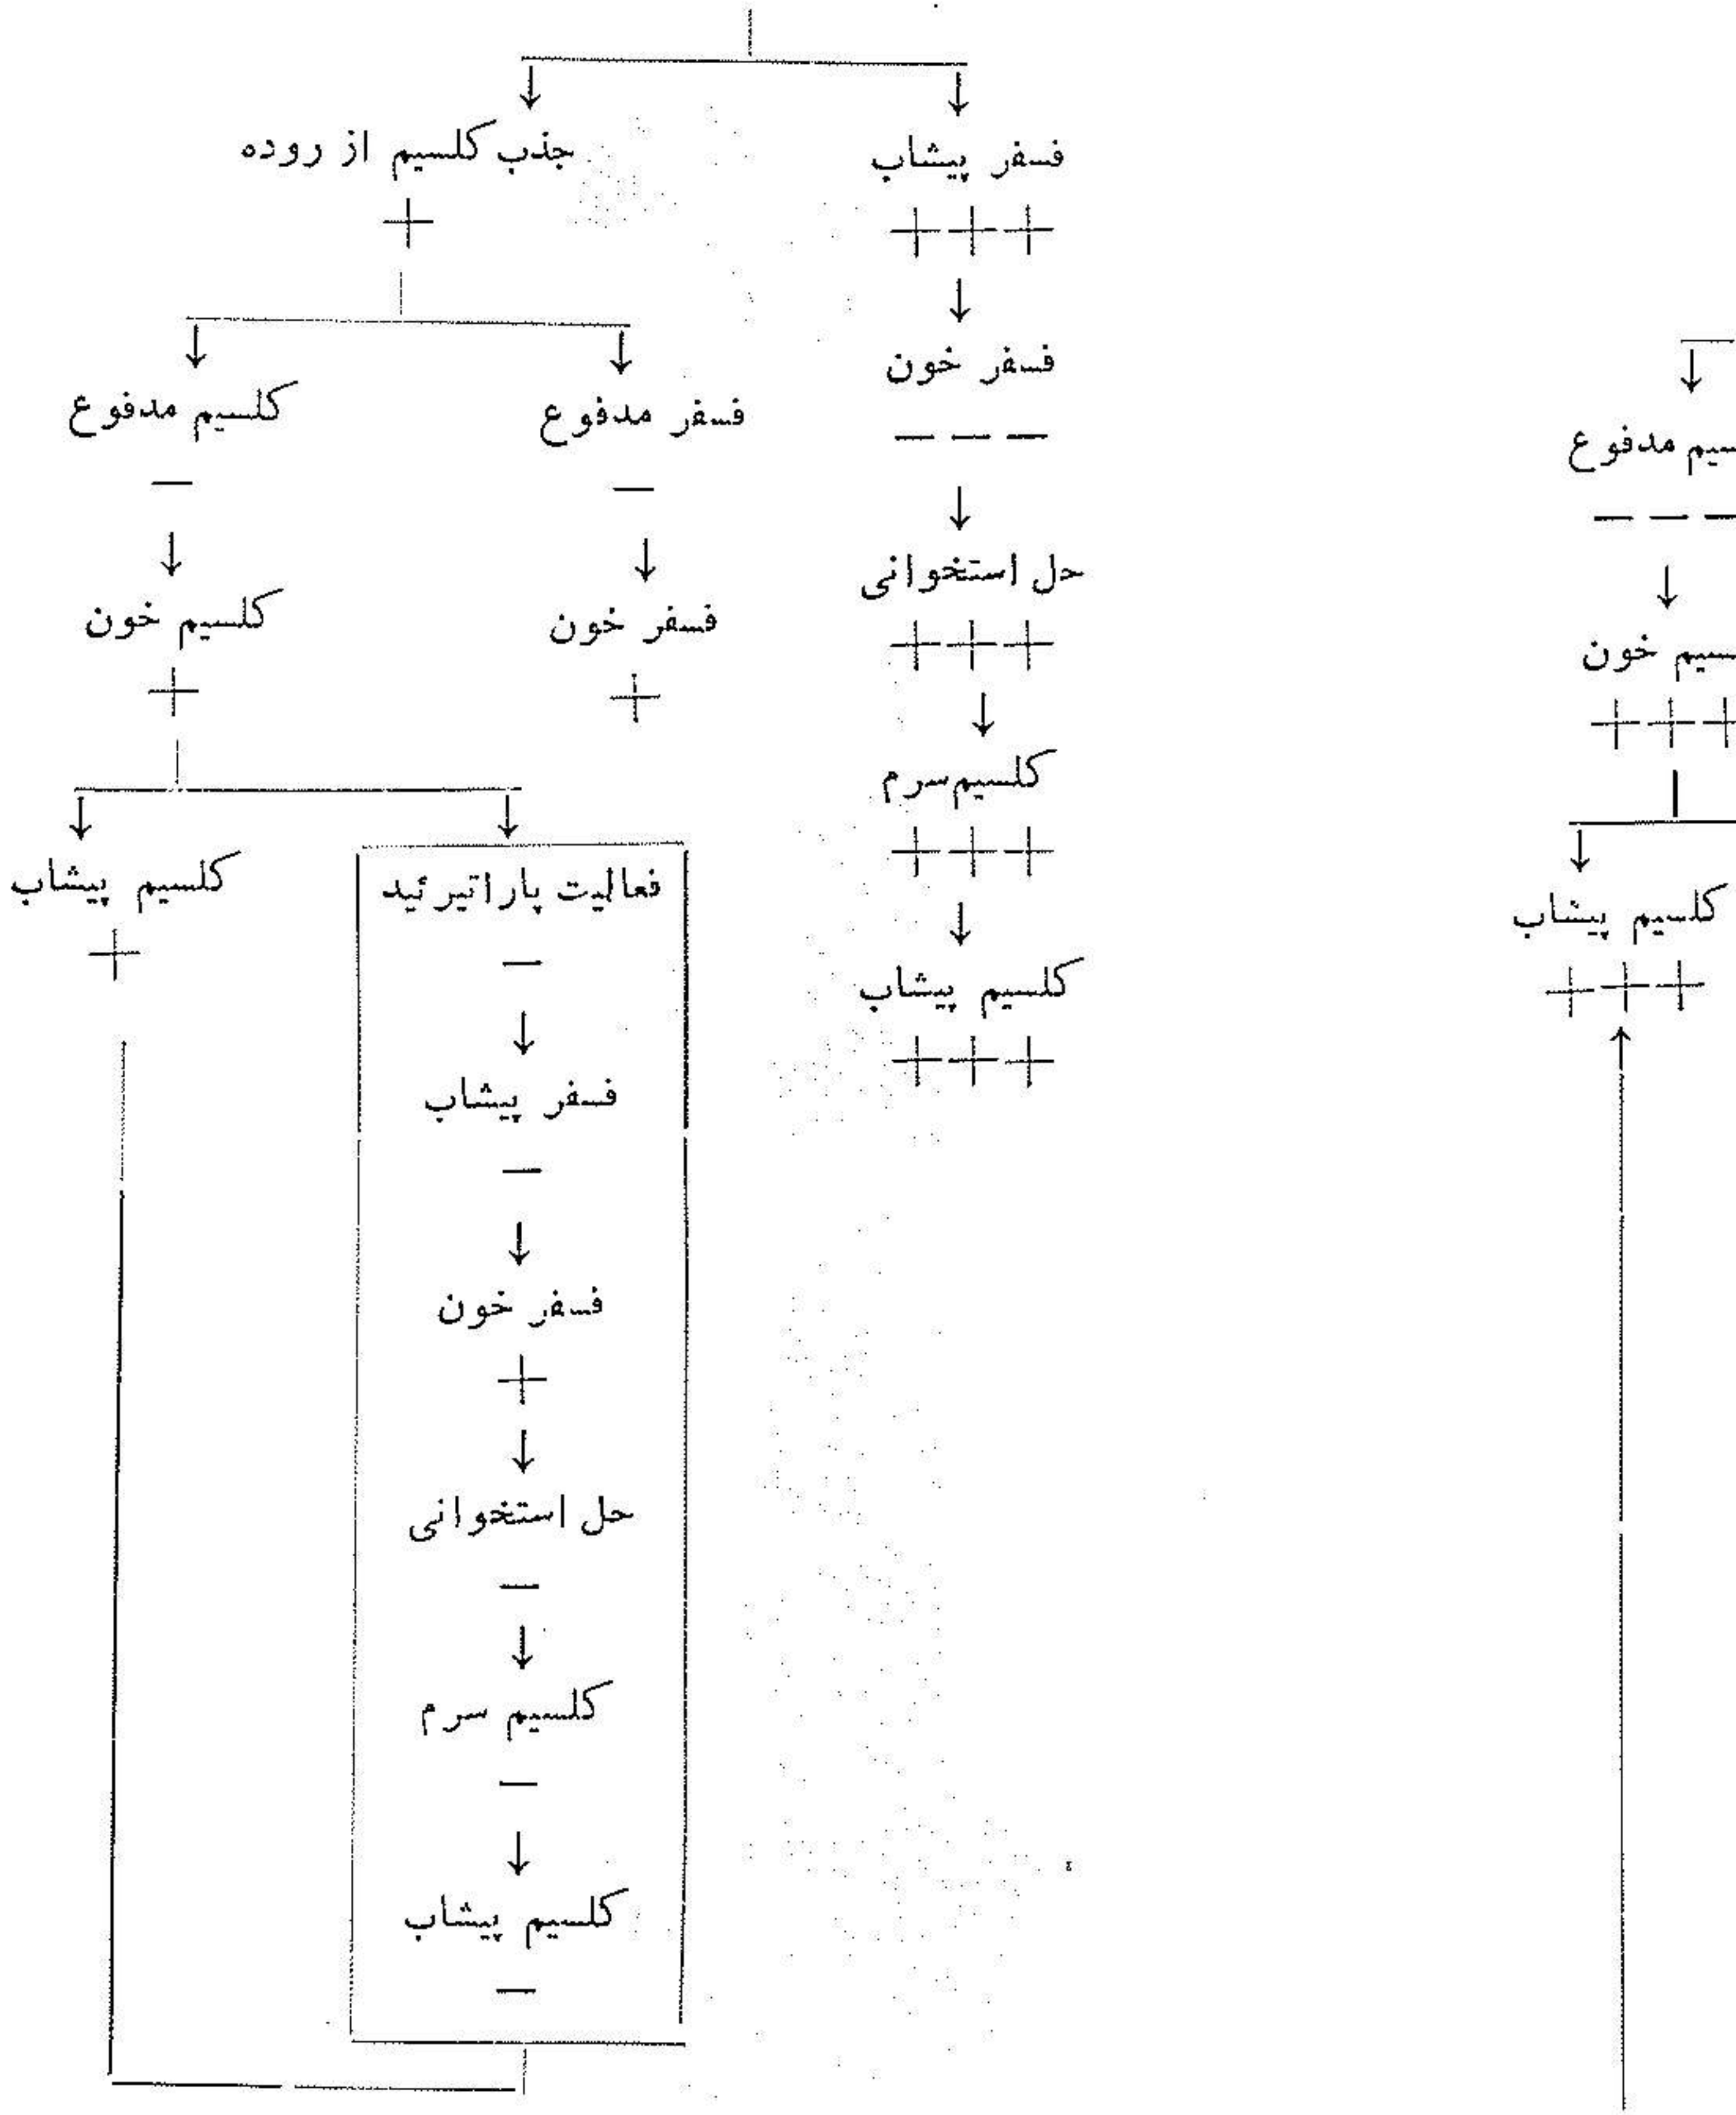 فسفر پیشاب
+++
فسفر خون
− − −
حل استخوانی
+++
کلسیم سرم
+++
کلسیم پیشاب
+++
جذب کلسیم از روده
+
فسفر مدفوع
−
فسفر خون
+
کلسیم مدفوع
−
کلسیم خون
+
فعالیت پاراتیرئید
−
فسفر پیشاب
−
فسفر خون
+
حل استخوانی
−
کلسیم سرم
−
کلسیم پیشاب
−
کلسیم پیشاب
+
مدفوع
− − −
خون
+++
کلسیم پیشاب
+++